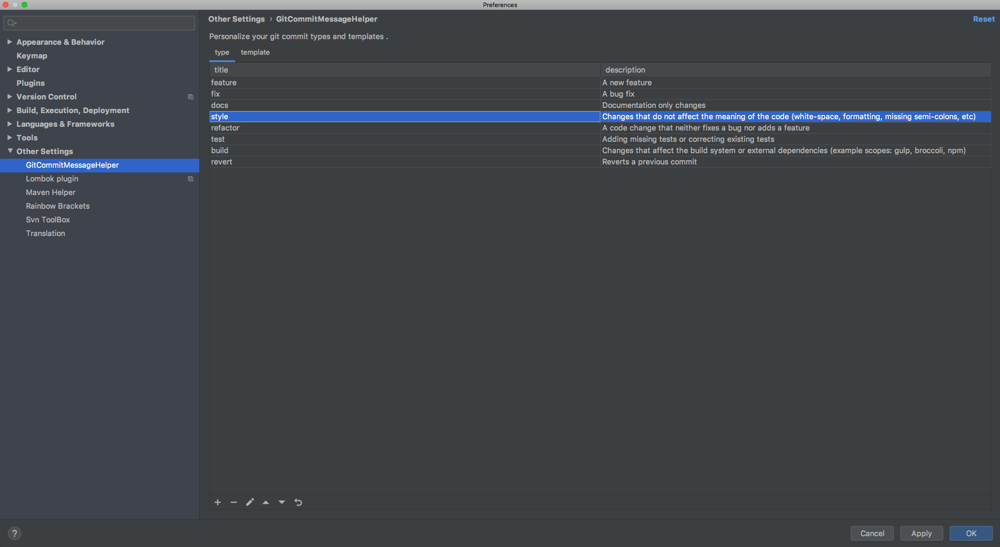 Preferences
Other Settings › GitCommitMessageHelper
Reset
Personalize your git commit types and templates .
type template
title description
feature A new feature
fix A bug fix
docs Documentation only changes
style Changes that do not affect the meaning of the code (white-space, formatting, missing semi-colons, etc)
refactor A code change that neither fixes a bug nor adds a feature
test Adding missing tests or correcting existing tests
build Changes that affect the build system or external dependencies (example scopes: gulp, broccoli, npm)
revert Reverts a previous commit
Appearance & Behavior
Keymap
Editor
Plugins
Version Control
Build, Execution, Deployment
Languages & Frameworks
Tools
Other Settings
GitCommitMessageHelper
Lombok plugin
Maven Helper
Rainbow Brackets
Svn ToolBox
Translation
?
Cancel Apply OK